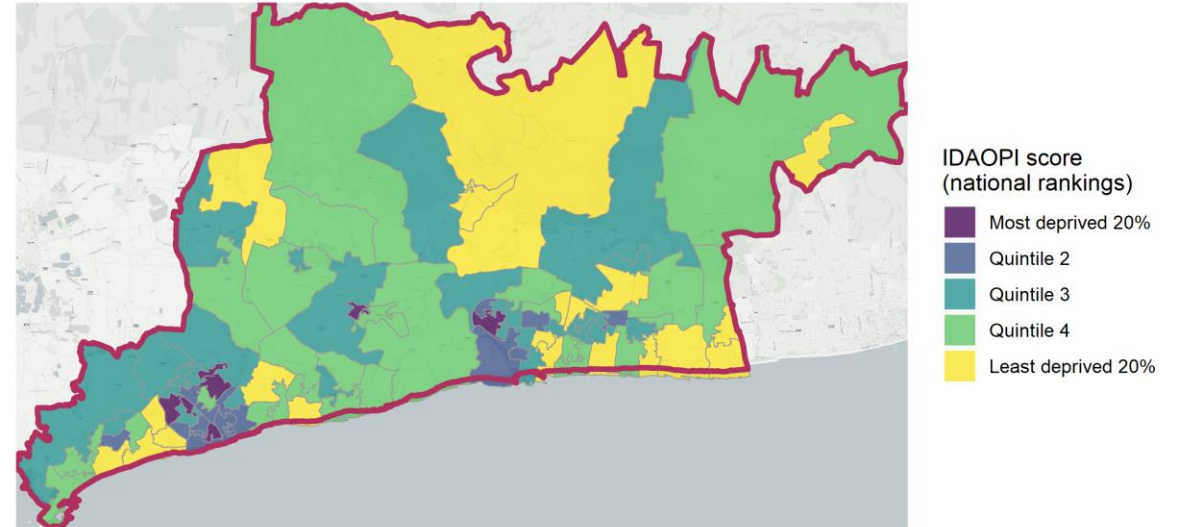 IDAOPI score
(national rankings)
Most deprived 20%
Quintile 2
Quintile 3
Quintile 4
Least deprived 20%